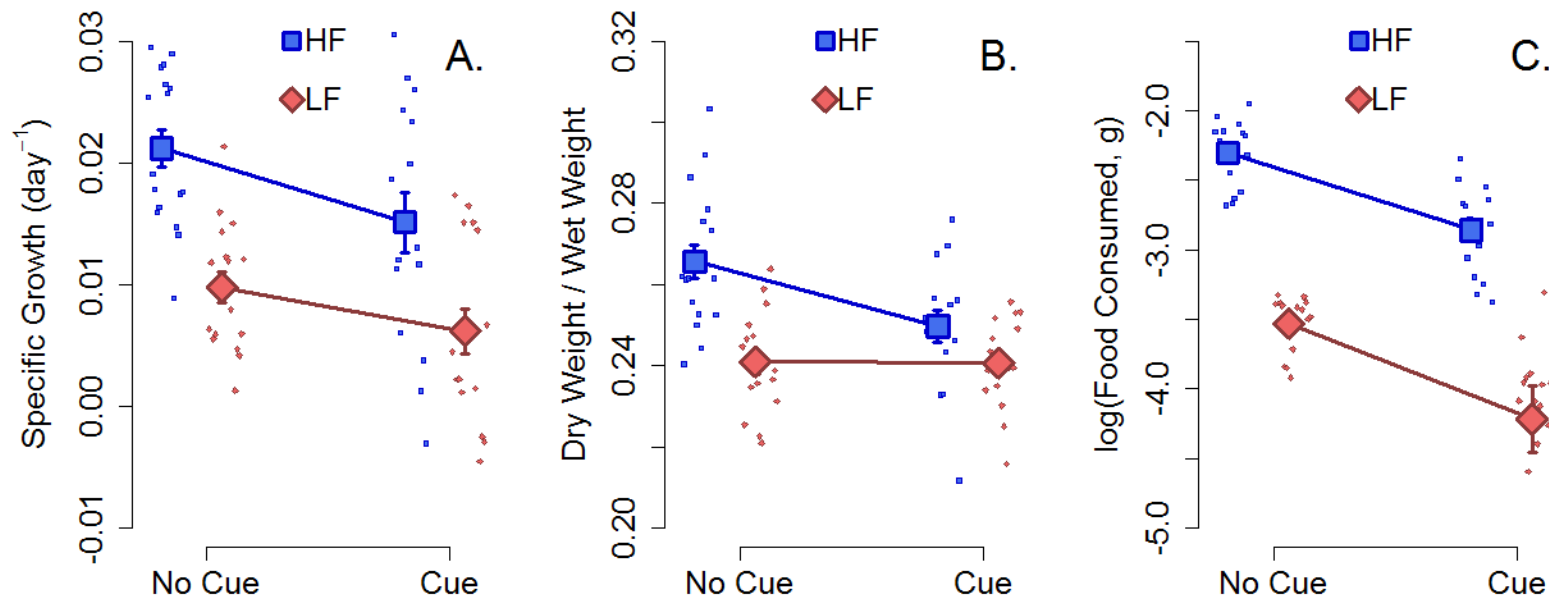 A.
HF
LF
Specific Growth (day⁻¹)
0.03
0.02
0.01
0.00
-0.01
No Cue
Cue
B.
HF
LF
Dry Weight / Wet Weight
0.32
0.28
0.24
0.20
No Cue
Cue
C.
HF
LF
log(Food Consumed, g)
-2.0
-3.0
-4.0
-5.0
No Cue
Cue